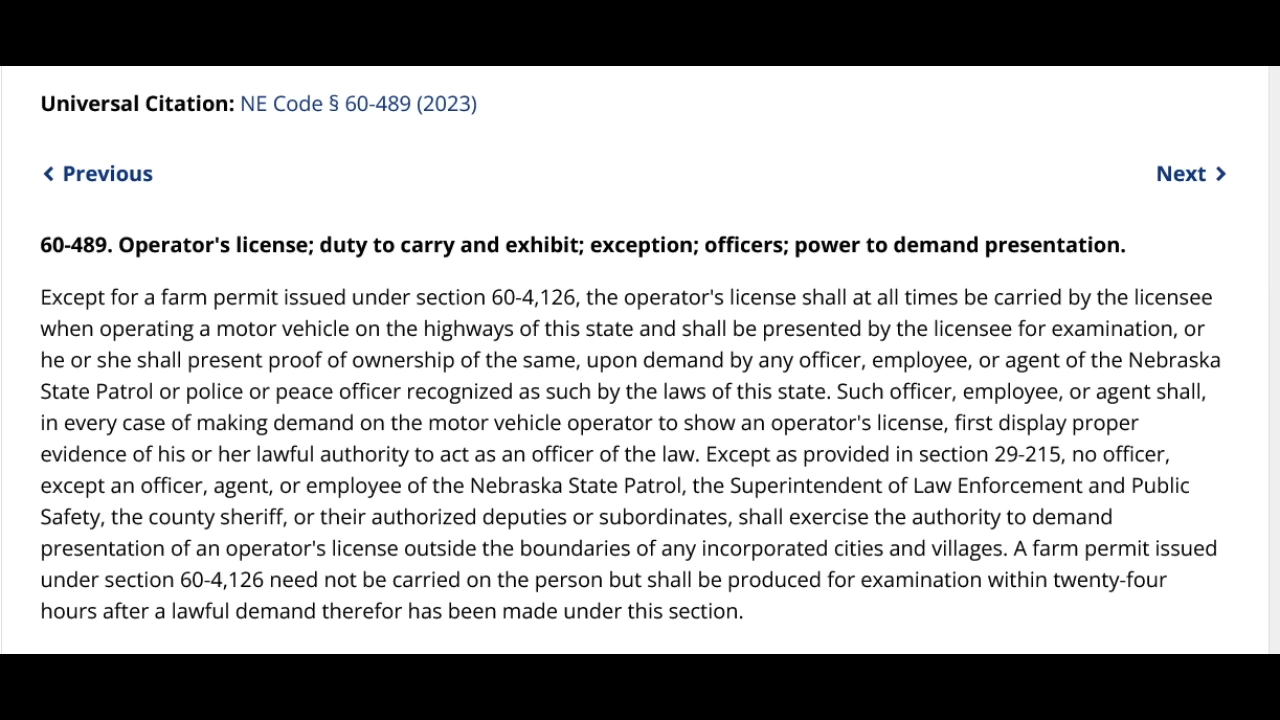 Universal Citation: NE Code § 60-489 (2023)
Previous
Next
60-489. Operator's license; duty to carry and exhibit; exception; officers; power to demand presentation.
Except for a farm permit issued under section 60-4,126, the operator's license shall at all times be carried by the licensee
when operating a motor vehicle on the highways of this state and shall be presented by the licensee for examination, or
he or she shall present proof of ownership of the same, upon demand by any officer, employee, or agent of the Nebraska
State Patrol or police or peace officer recognized as such by the laws of this state. Such officer, employee, or agent shall,
in every case of making demand on the motor vehicle operator to show an operator's license, first display proper
evidence of his or her lawful authority to act as an officer of the law. Except as provided in section 29-215, no officer,
except an officer, agent, or employee of the Nebraska State Patrol, the Superintendent of Law Enforcement and Public
Safety, the county sheriff, or their authorized deputies or subordinates, shall exercise the authority to demand
presentation of an operator's license outside the boundaries of any incorporated cities and villages. A farm permit issued
under section 60-4,126 need not be carried on the person but shall be produced for examination within twenty-four
hours after a lawful demand therefor has been made under this section.